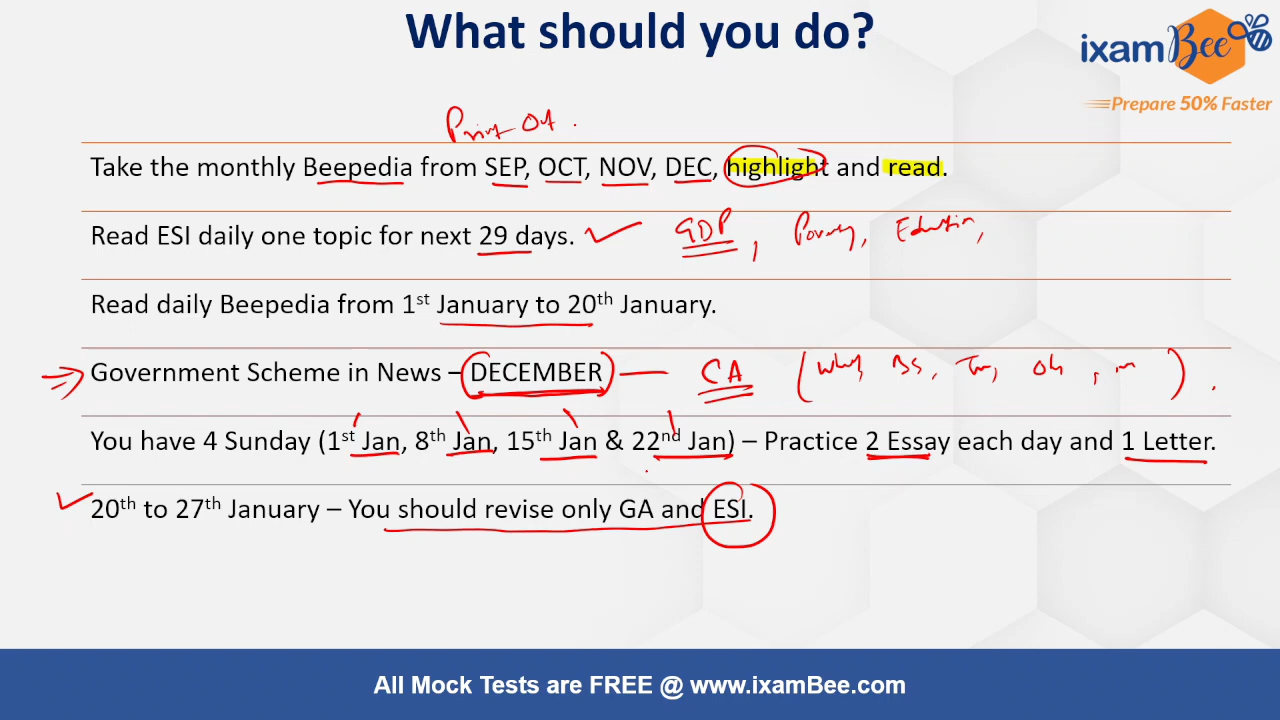 What should you do?
ixamBee
Prepare 50% Faster
Print Out.
Take the monthly Beepedia from SEP, OCT, NOV, DEC, highlight and read.
Read ESI daily one topic for next 29 days. GDP, Poverty, Education,
Read daily Beepedia from 1st January to 20th January.
Government Scheme in News – DECEMBER — CA
You have 4 Sunday (1st Jan, 8th Jan, 15th Jan & 22nd Jan) – Practice 2 Essay each day and 1 Letter.
20th to 27th January – You should revise only GA and ESI.
All Mock Tests are FREE @ www.ixamBee.com